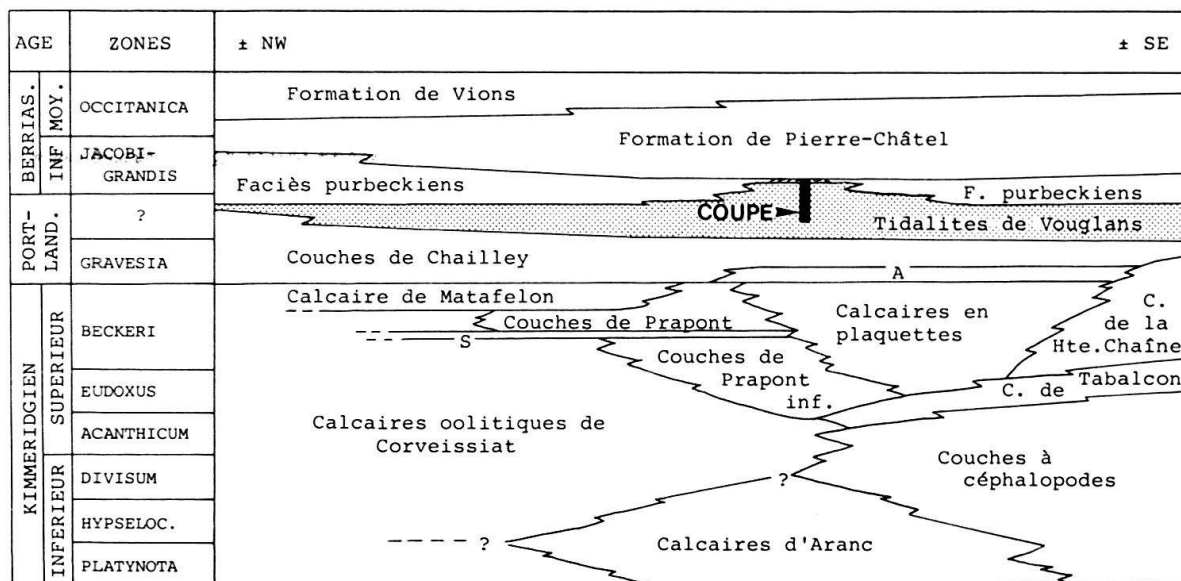 AGE
ZONES
± NW
± SE
BERRIAS.
MOY.
INF
OCCITANICA
JACOBI-
GRANDIS
Formation de Vions
Formation de Pierre-Châtel
Faciès purbeckiens
F. purbeckiens
COUPE
Tidalites de Vouglans
PORT-
LAND.
?
GRAVESIA
Couches de Chailley
A
KIMMERIDGIEN
SUPERIEUR
INFERIEUR
BECKERI
EUDOXUS
ACANTHICUM
DIVISUM
HYPSELOC.
PLATYNOTA
Calcaire de Matafelon
Couches de Prapont
S
Couches de
Prapont
inf.
Calcaires en
plaquettes
C.
de la
Hte.Chaîne
C. de Tabalcon
Calcaires oolitiques de
Corveissiat
Couches à
céphalopodes
?
?
Calcaires d'Aranc